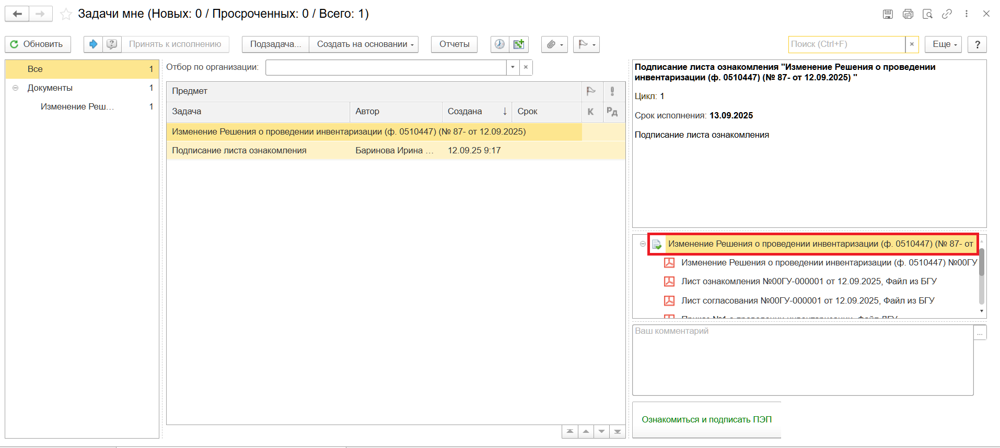 Задачи мне (Новых: 0 / Просроченных: 0 / Всего: 1)
Обновить
Принять к исполнению
Подзадача...
Создать на основании
Отчеты
Поиск (Ctrl+F)
×
Еще
?
Все 1
Документы 1
Изменение Реш... 1
Отбор по организации:
×
Предмет
Задача Автор Создана ↓ Срок К Рд
Изменение Решения о проведении инвентаризации (ф. 0510447) (№ 87- от 12.09.2025)
Подписание листа ознакомления Баринова Ирина ... 12.09.25 9:17
Подписание листа ознакомления "Изменение Решения о проведении
инвентаризации (ф. 0510447) (№ 87- от 12.09.2025) "
Цикл: 1
Срок исполнения: 13.09.2025
Подписание листа ознакомления
Изменение Решения о проведении инвентаризации (ф. 0510447) (№ 87- от
Изменение Решения о проведении инвентаризации (ф. 0510447) №00ГУ
Лист ознакомления №00ГУ-000001 от 12.09.2025, Файл из БГУ
Лист согласования №00ГУ-000001 от 12.09.2025, Файл из БГУ
Приказ №1 о проведении инвентаризации, Файл ДГУ
Ваш комментарий
...
Ознакомиться и подписать ПЭП